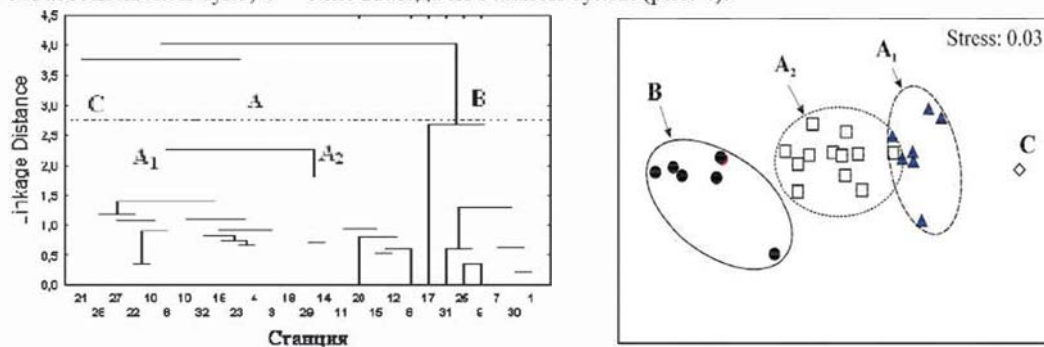 4,5
4,0
3,5
3,0
2,5
2,0
1,5
1,0
0,5
0,0
inkage Distance
C
A
B
A₁
A₂
21 27 10 10 16 4 18 14 20 12 17 25 7 1
26 22 8 32 23 3 29 11 15 6 31 9 30
Станция
Stress: 0.03
A₁
A₂
B
C